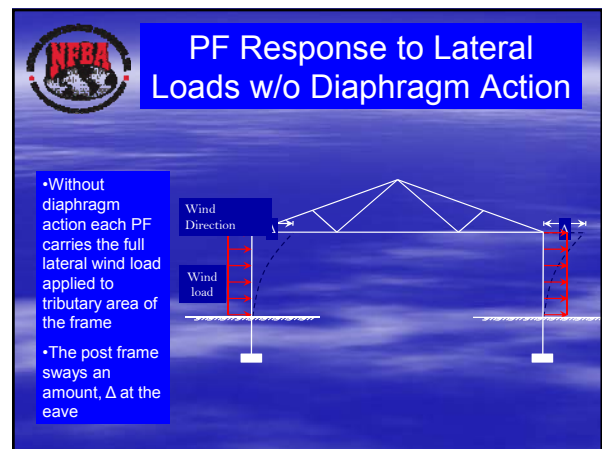 NFBA
PF Response to Lateral
Loads w/o Diaphragm Action
•Without
diaphragm
action each PF
carries the full
lateral wind load
applied to
tributary area of
the frame
•The post frame
sways an
amount, Δ at the
eave
Wind
Direction
Δ
Δ
Wind
load